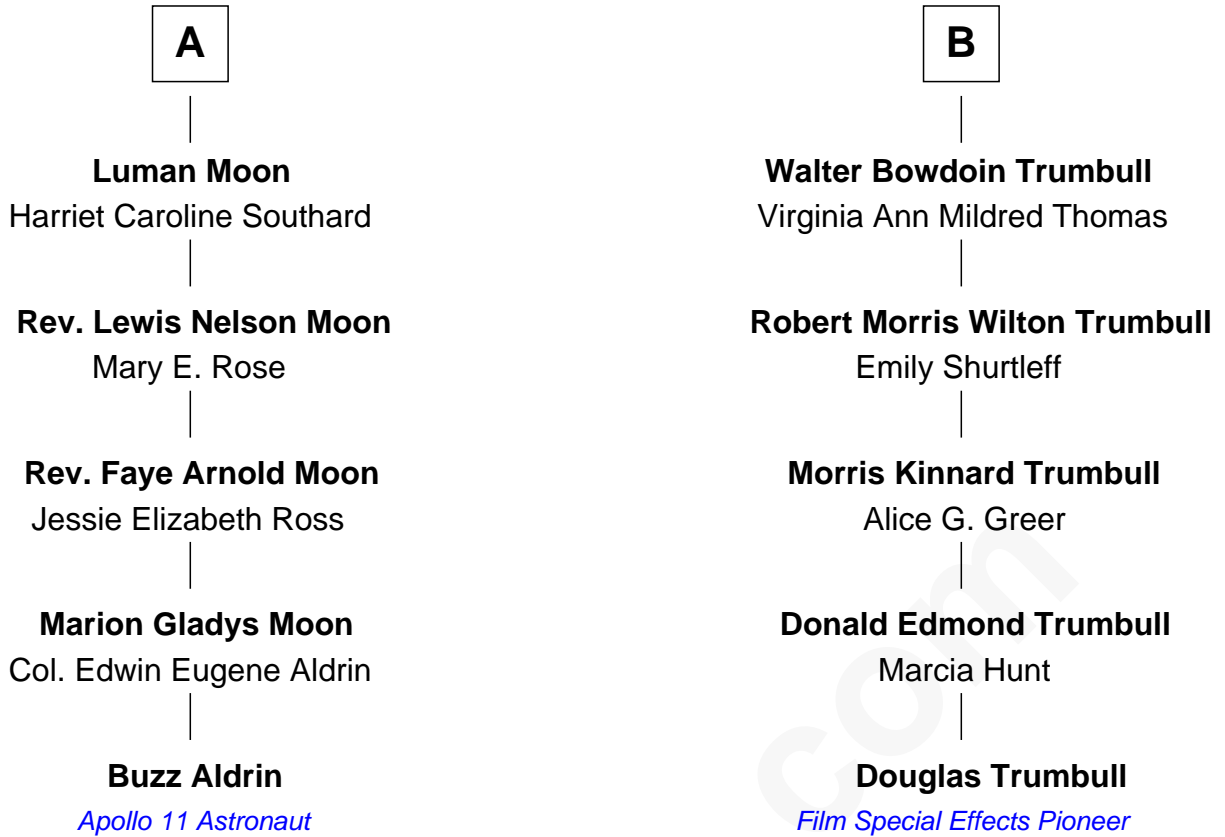 A
Luman Moon
Harriet Caroline Southard
Rev. Lewis Nelson Moon
Mary E. Rose
Rev. Faye Arnold Moon
Jessie Elizabeth Ross
Marion Gladys Moon
Col. Edwin Eugene Aldrin
Buzz Aldrin
Apollo 11 Astronaut
B
Walter Bowdoin Trumbull
Virginia Ann Mildred Thomas
Robert Morris Wilton Trumbull
Emily Shurtleff
Morris Kinnard Trumbull
Alice G. Greer
Donald Edmond Trumbull
Marcia Hunt
Douglas Trumbull
Film Special Effects Pioneer
com